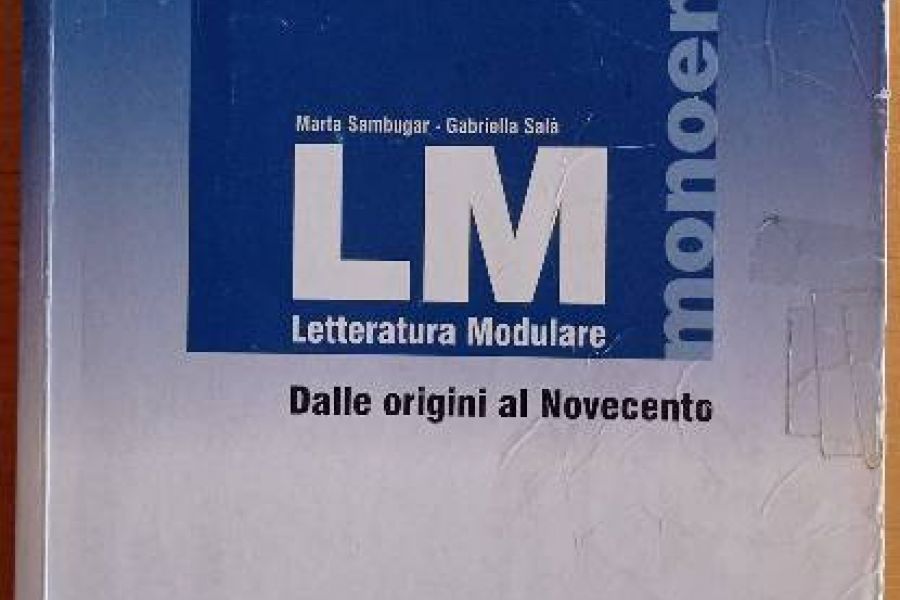 Marta Sambugar - Gabriella Salà
LM
Letteratura Modulare
Dalle origini al Novecento